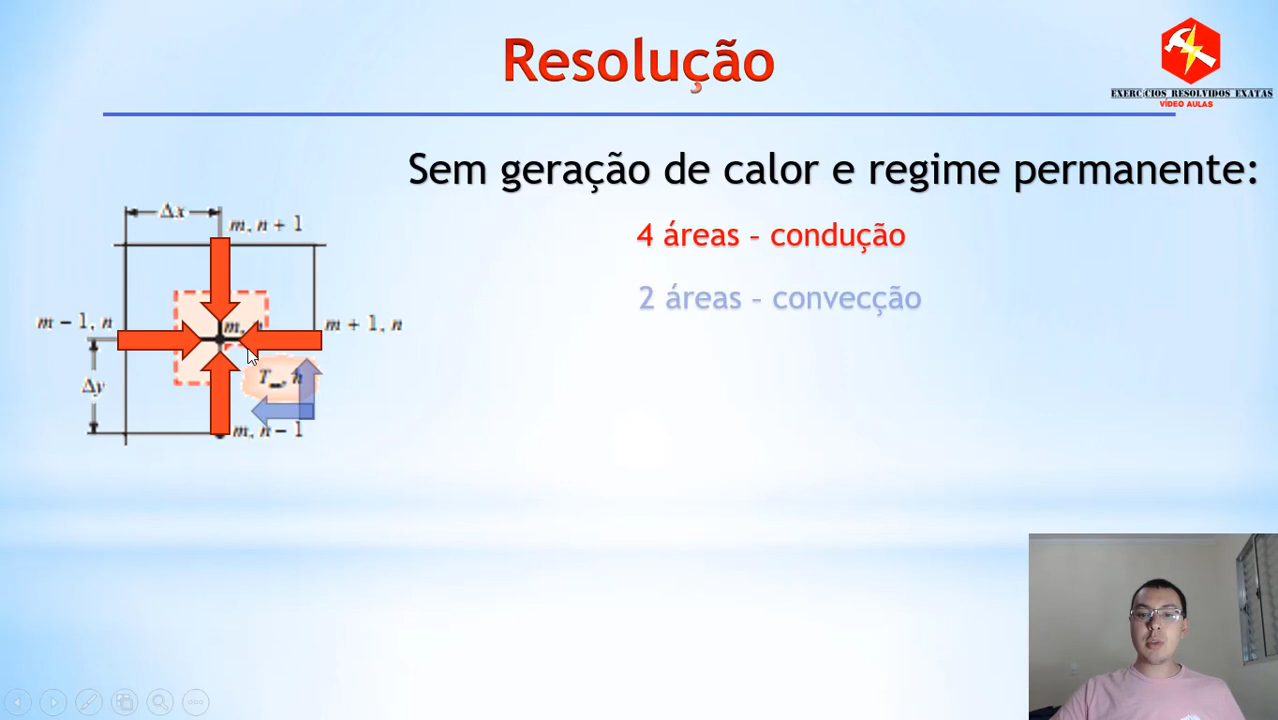 Resolução
EXERCÍCIOS RESOLVIDOS EXATAS
VÍDEO AULAS
Sem geração de calor e regime permanente:
4 áreas – condução
2 áreas – convecção
Δx
m, n + 1
m − 1, n
m,
m + 1, n
Δy
T∞, h
m, n − 1